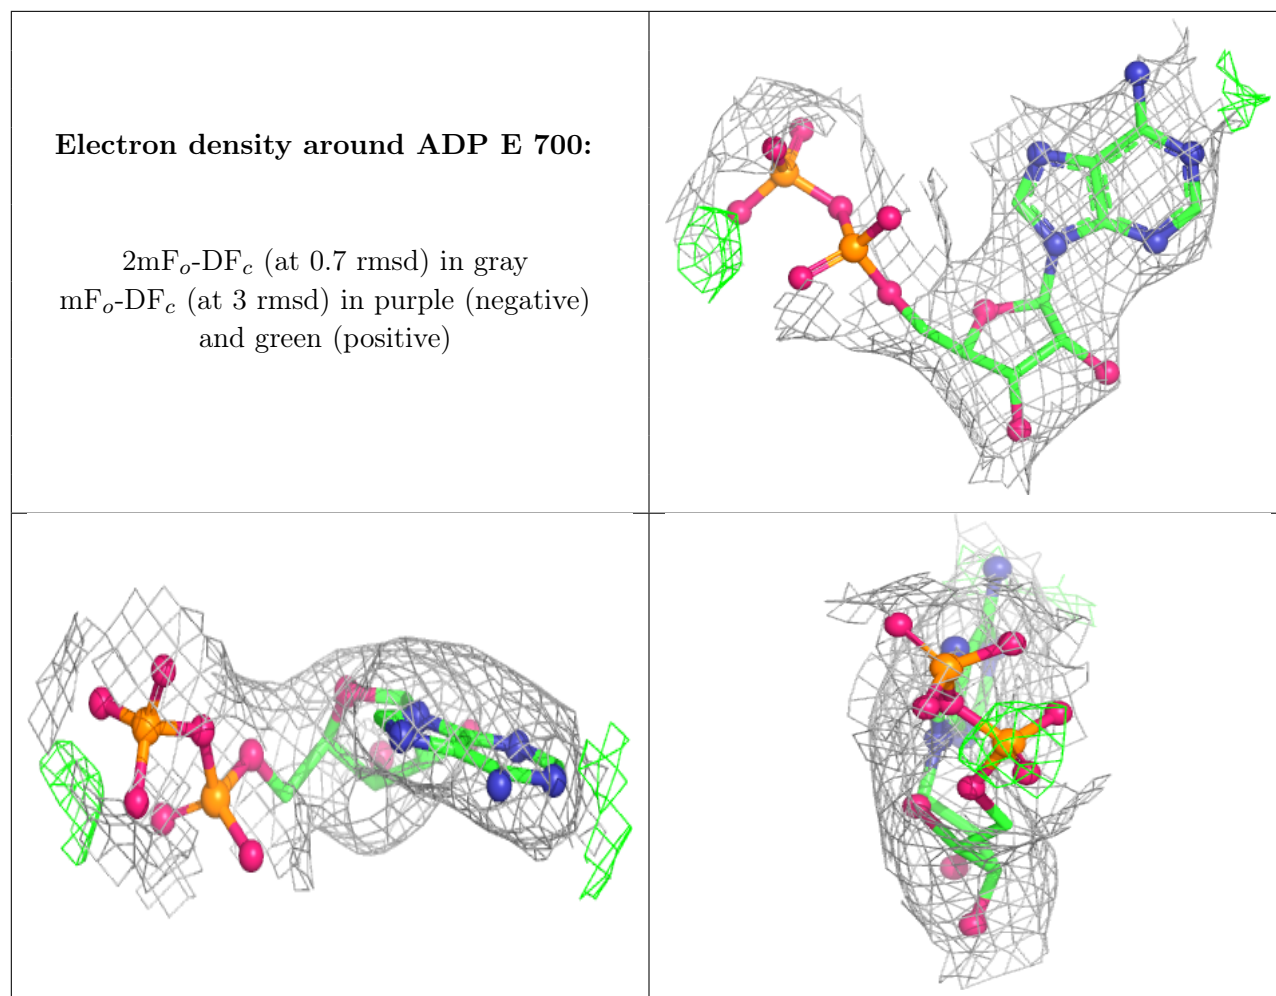 Electron density around ADP E 700:
2mFₒ-DF𝒸 (at 0.7 rmsd) in gray
mFₒ-DF𝒸 (at 3 rmsd) in purple (negative)
and green (positive)